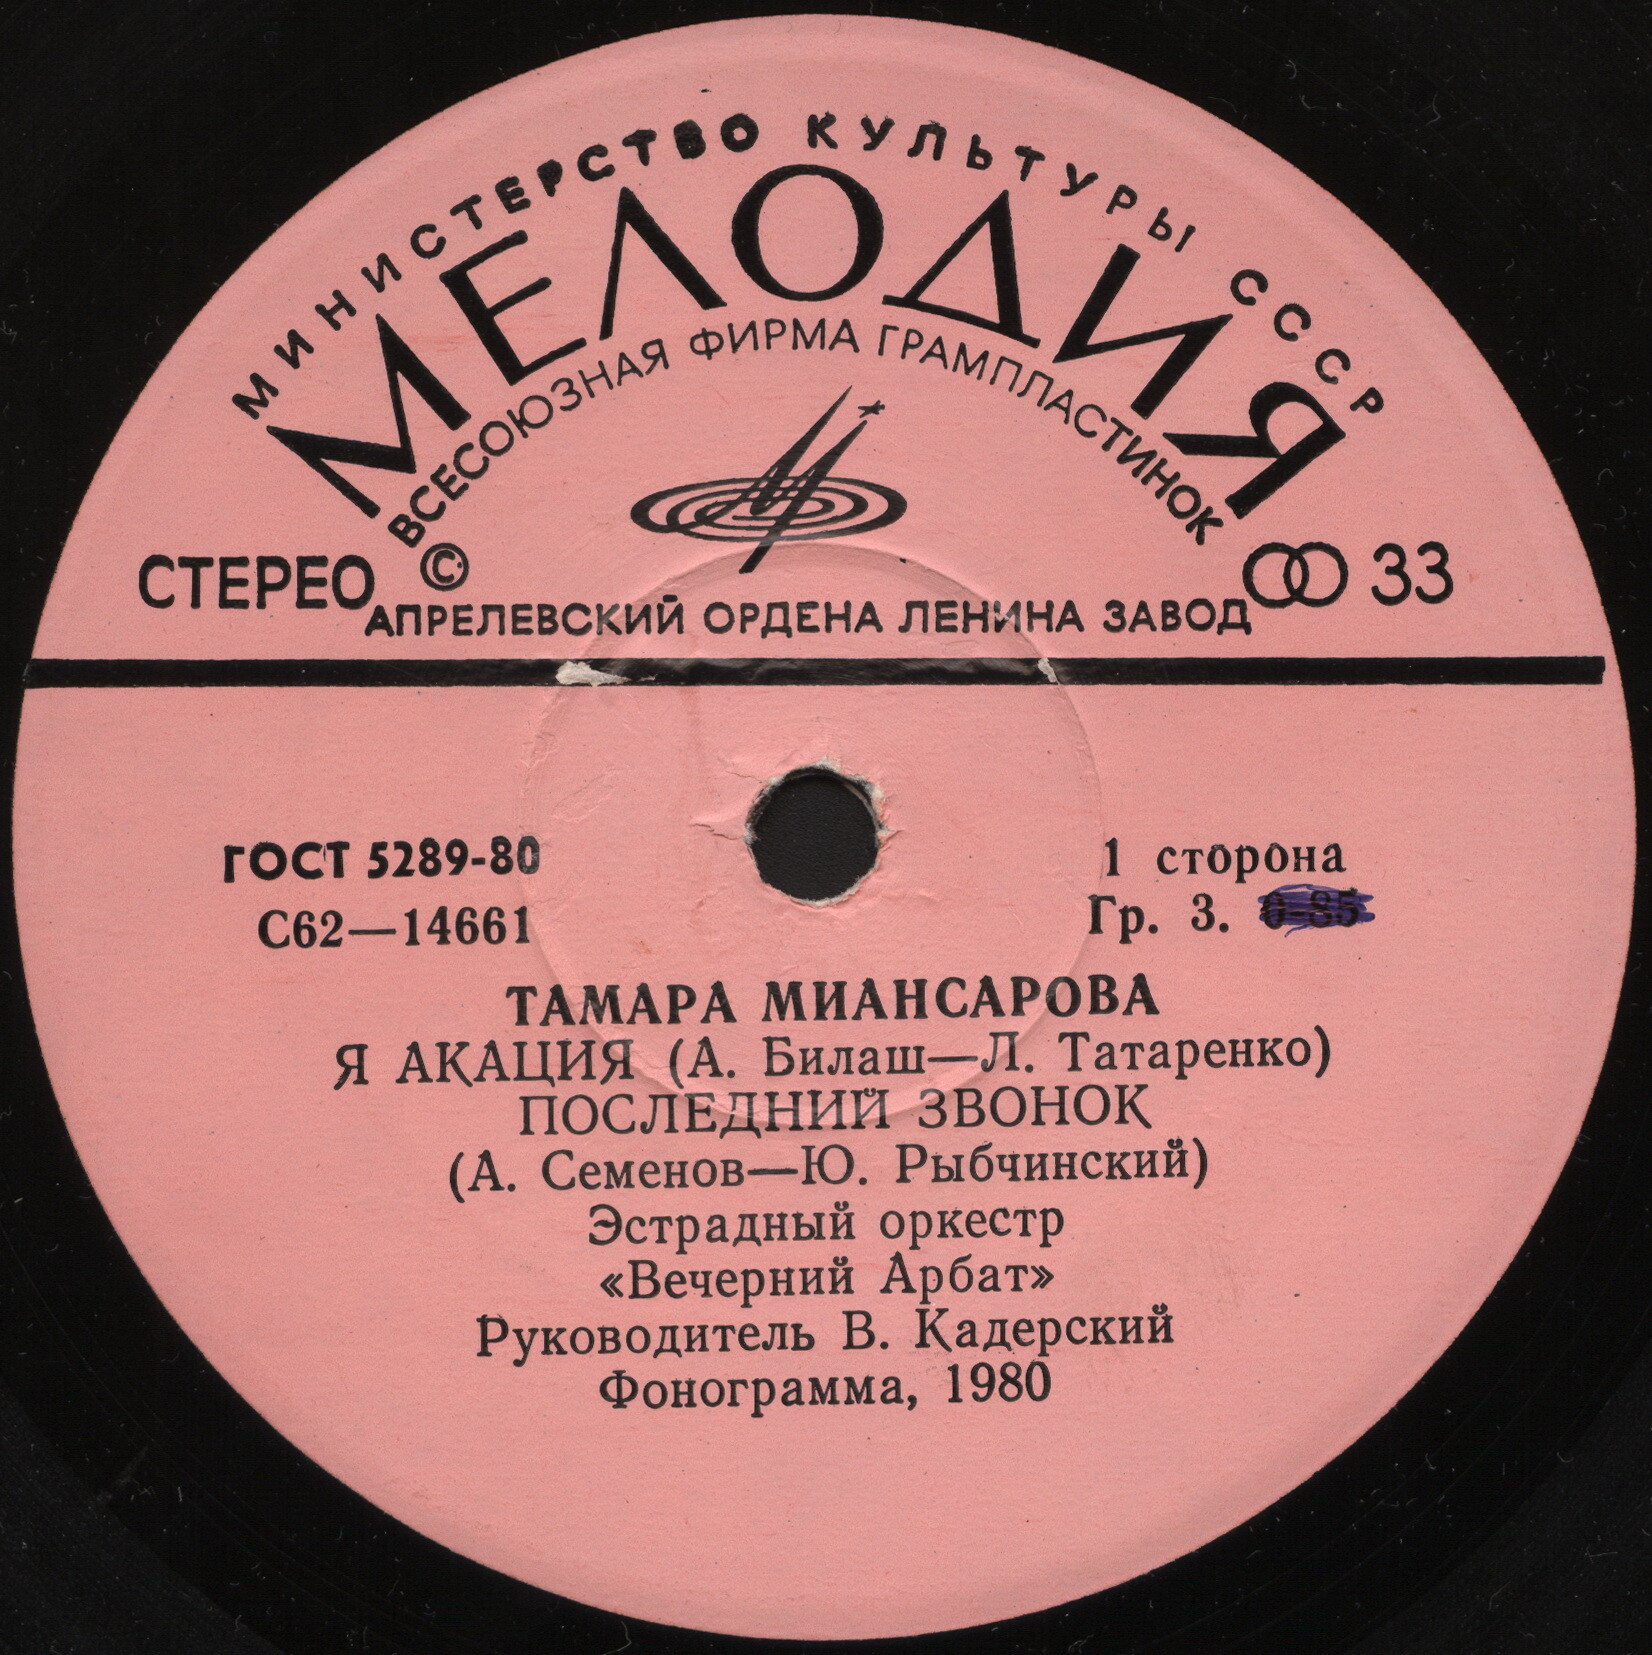 МИНИСТЕРСТВО КУЛЬТУРЫ СССР
МЕЛОДИЯ
ВСЕСОЮЗНАЯ ФИРМА ГРАМПЛАСТИНОК
СТЕРЕО © 33
АПРЕЛЕВСКИЙ ОРДЕНА ЛЕНИНА ЗАВОД
ГОСТ 5289-80
С62—14661
1 сторона
Гр. 3. 0-85
ТАМАРА МИАНСАРОВА
Я АКАЦИЯ (А. Билаш—Л. Татаренко)
ПОСЛЕДНИЙ ЗВОНОК
(А. Семенов—Ю. Рыбчинский)
Эстрадный оркестр
«Вечерний Арбат»
Руководитель В. Кадерский
Фонограмма, 1980